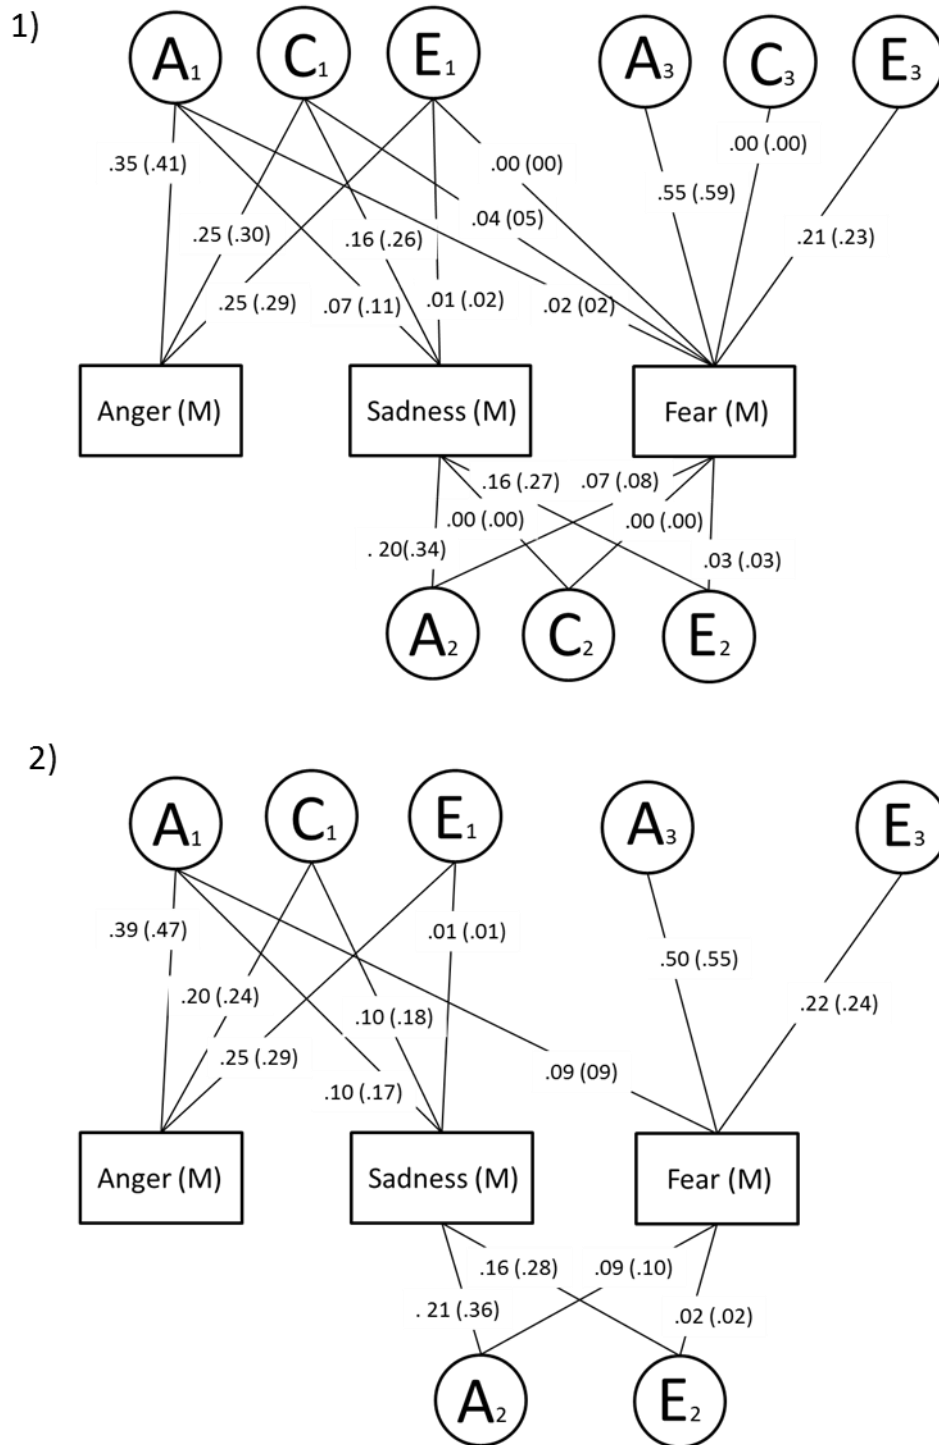 1)
A1 C1 E1 A3 C3 E3
.35 (.41) .00 (00) .00 (.00)
.55 (.59)
.04 (05)
.25 (.30) .16 (.26) .21 (.23)
.25 (.29) .07 (.11) .01 (.02) .02 (02)
Anger (M) Sadness (M) Fear (M)
.16 (.27) .07 (.08)
.00 (.00) .00 (.00)
. 20(.34) .03 (.03)
A2 C2 E2
2)
A1 C1 E1 A3 E3
.39 (.47) .01 (.01)
.50 (.55)
.20 (.24) .10 (.18) .22 (.24)
.25 (.29) .09 (09)
.10 (.17)
Anger (M) Sadness (M) Fear (M)
.16 (.28) .09 (.10)
. 21 (.36) .02 (.02)
A2 E2